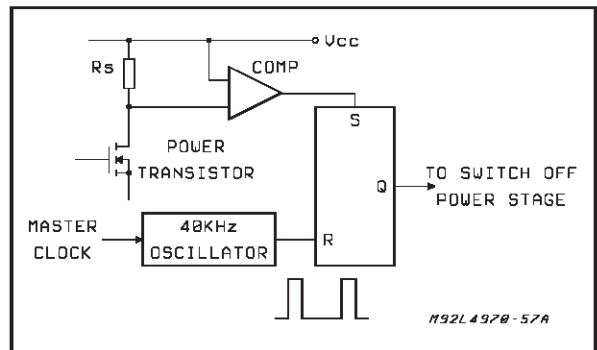 Vcc
Rs
COMP
S
POWER
TRANSISTOR
Q
TO SWITCH OFF
POWER STAGE
MASTER
CLOCK
40KHz
OSCILLATOR
R
M92L4970-57A